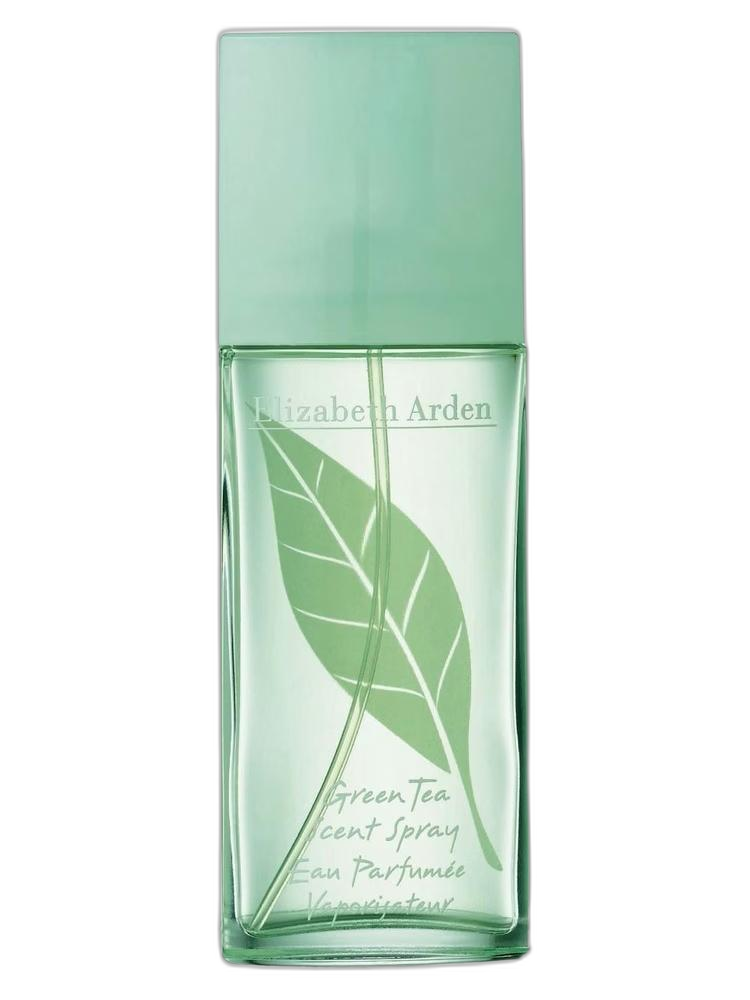 Elizabeth Arden
Green Tea
Scent Spray
Eau Parfumée
Vaporisateur